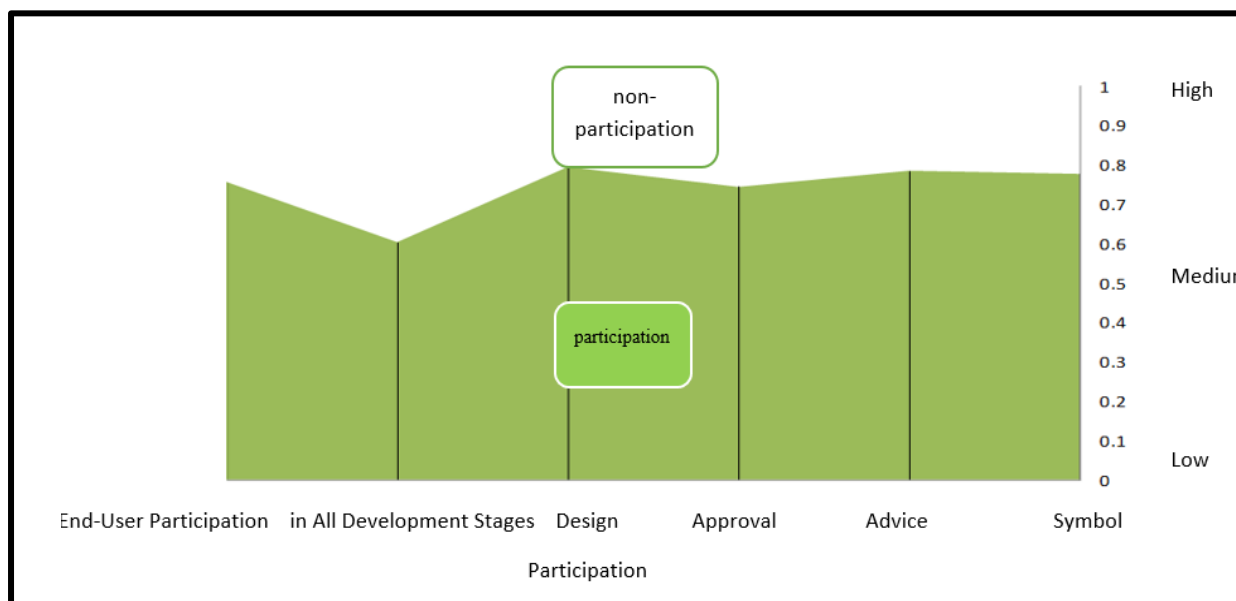 non-
participation
participation
1
0.9
0.8
0.7
0.6
0.5
0.4
0.3
0.2
0.1
0
High
Medium
Low
End-User Participation in All Development Stages Design Approval Advice Symbol
Participation